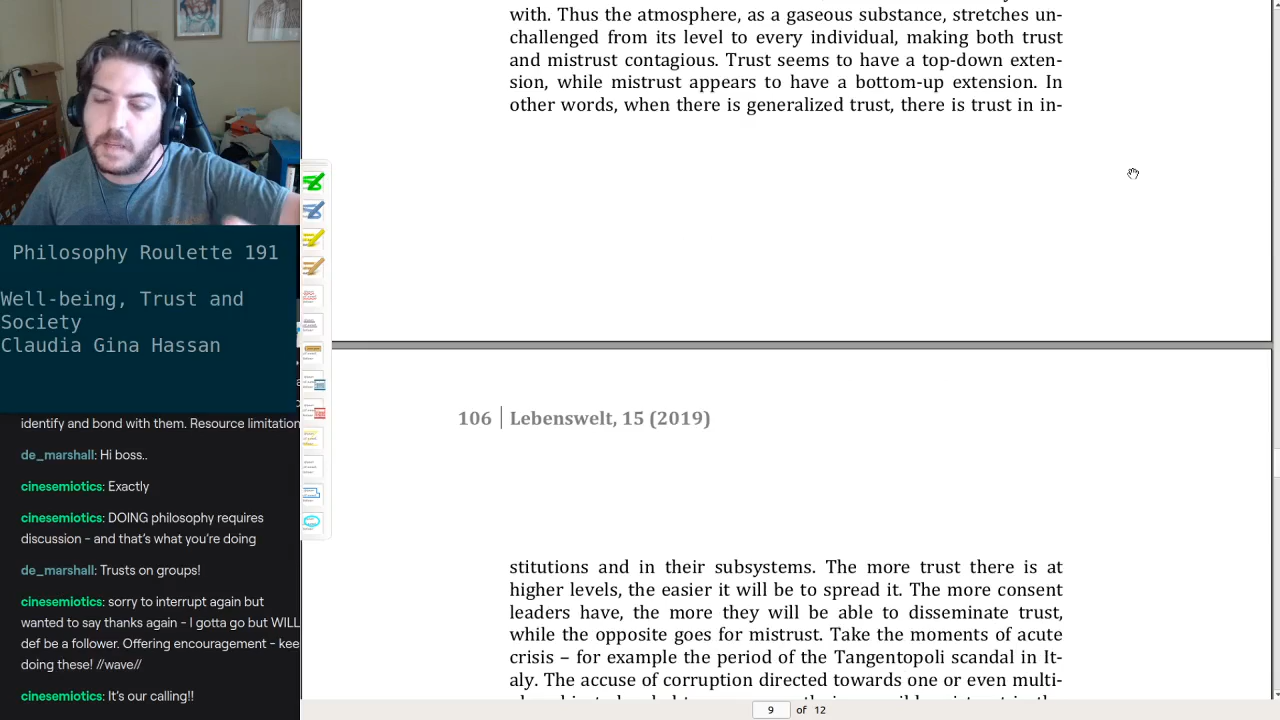 with. Thus the atmosphere, as a gaseous substance, stretches un-
challenged from its level to every individual, making both trust
and mistrust contagious. Trust seems to have a top-down exten-
sion, while mistrust appears to have a bottom-up extension. In
other words, when there is generalized trust, there is trust in in-
Philosophy Roulette 191
Well-being, Trust and
Society
Claudia Gina Hassan
identify and bond with them. Resource limitation
de_marshall: Hi boss..
cinesemiotics: Exactly
cinesemiotics: DOING philosophy requires
discussion – and that's what you're doing
de_marshall: Trusts on groups!
cinesemiotics: sorry to interrupt again but
wanted to say thanks again - I gotta go but WILL
def be a follower. Offering encouragement - keep
doing these! //wave//
cinesemiotics: It's our calling!!
106 | Lebenswelt, 15 (2019)
stitutions and in their subsystems. The more trust there is at
higher levels, the easier it will be to spread it. The more consent
leaders have, the more they will be able to disseminate trust,
while the opposite goes for mistrust. Take the moments of acute
crisis – for example the period of the Tangentopoli scandal in It-
aly. The accuse of corruption directed towards one or even multi-
9 of 12